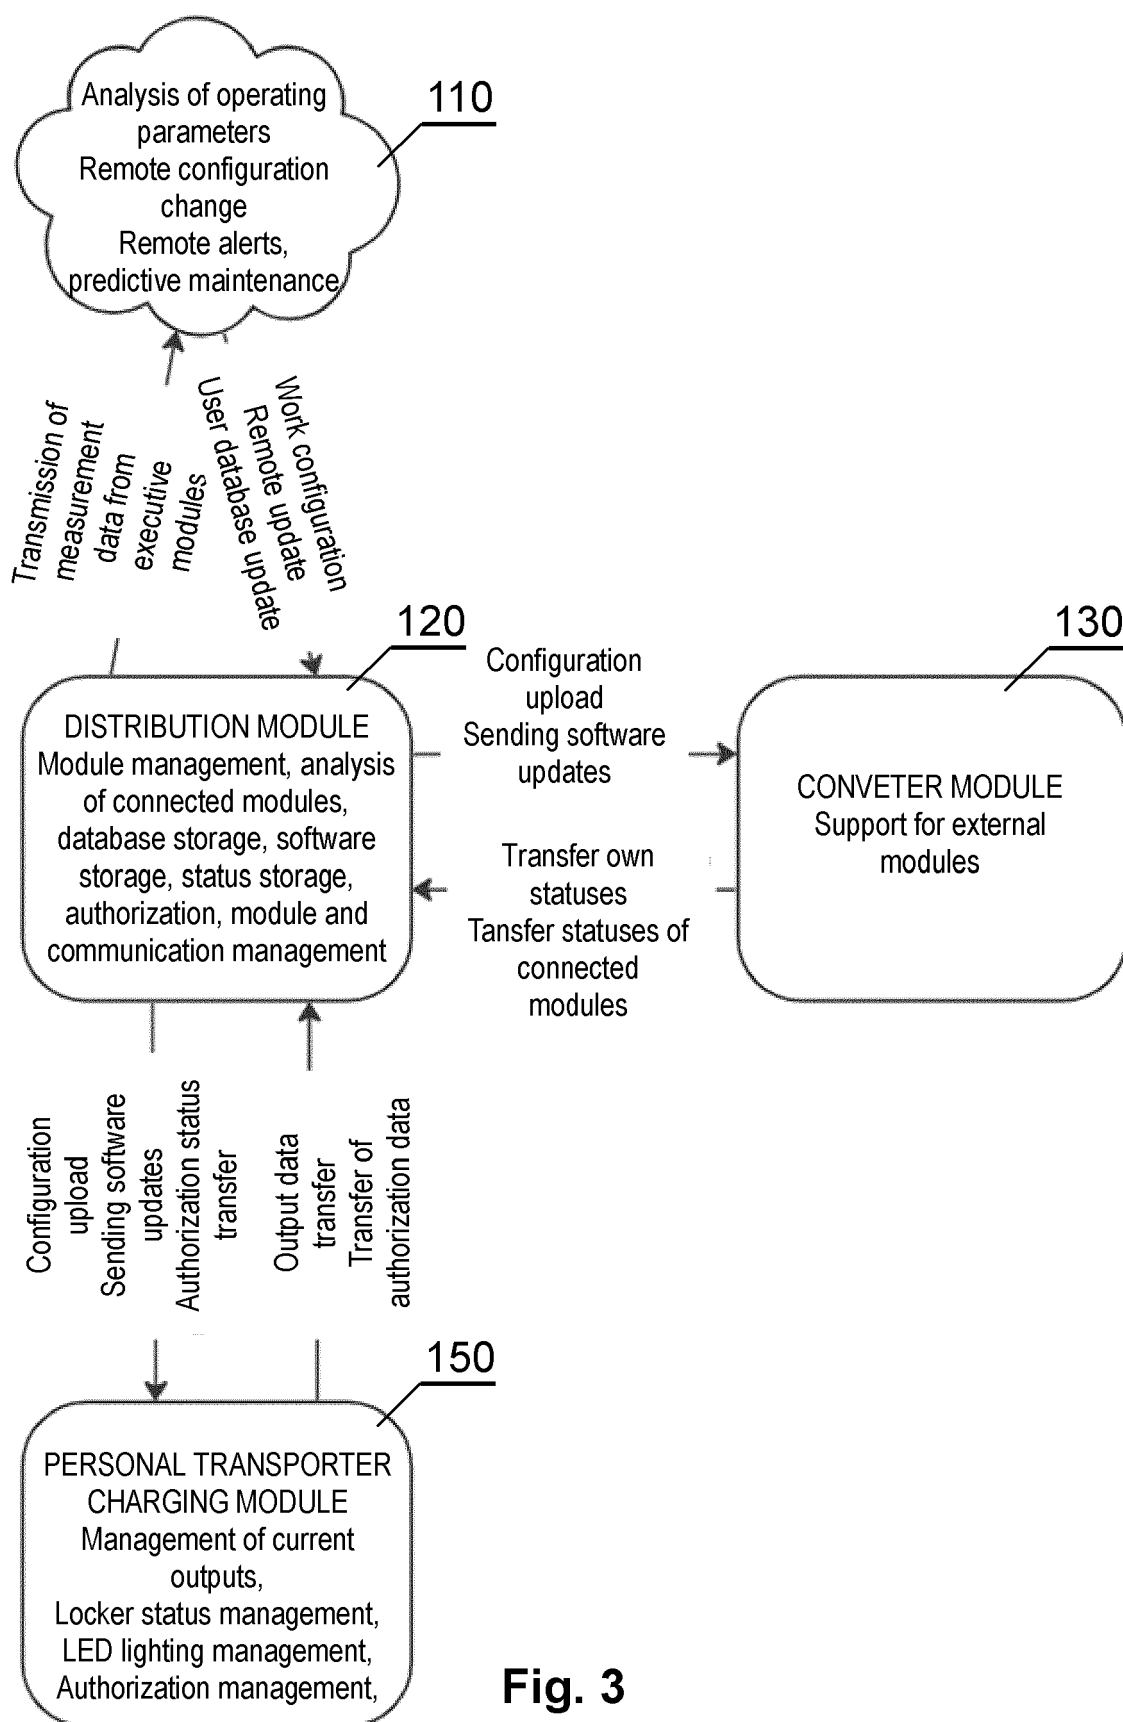 Analysis of operating
parameters
Remote configuration
change
Remote alerts,
predictive maintenance
110
Transmission of
measurement
data from
executive
modules
Work configuration
Remote update
User database update
120
DISTRIBUTION MODULE
Module management, analysis
of connected modules,
database storage, software
storage, status storage,
authorization, module and
communication management
Configuration
upload
Sending software
updates
Transfer own
statuses
Tansfer statuses of
connected
modules
130
CONVETER MODULE
Support for external
modules
Configuration
upload
Sending software
updates
Authorization status
transfer
Output data
transfer
Transfer of
authorization data
150
PERSONAL TRANSPORTER
CHARGING MODULE
Management of current
outputs,
Locker status management,
LED lighting management,
Authorization management,
Fig. 3